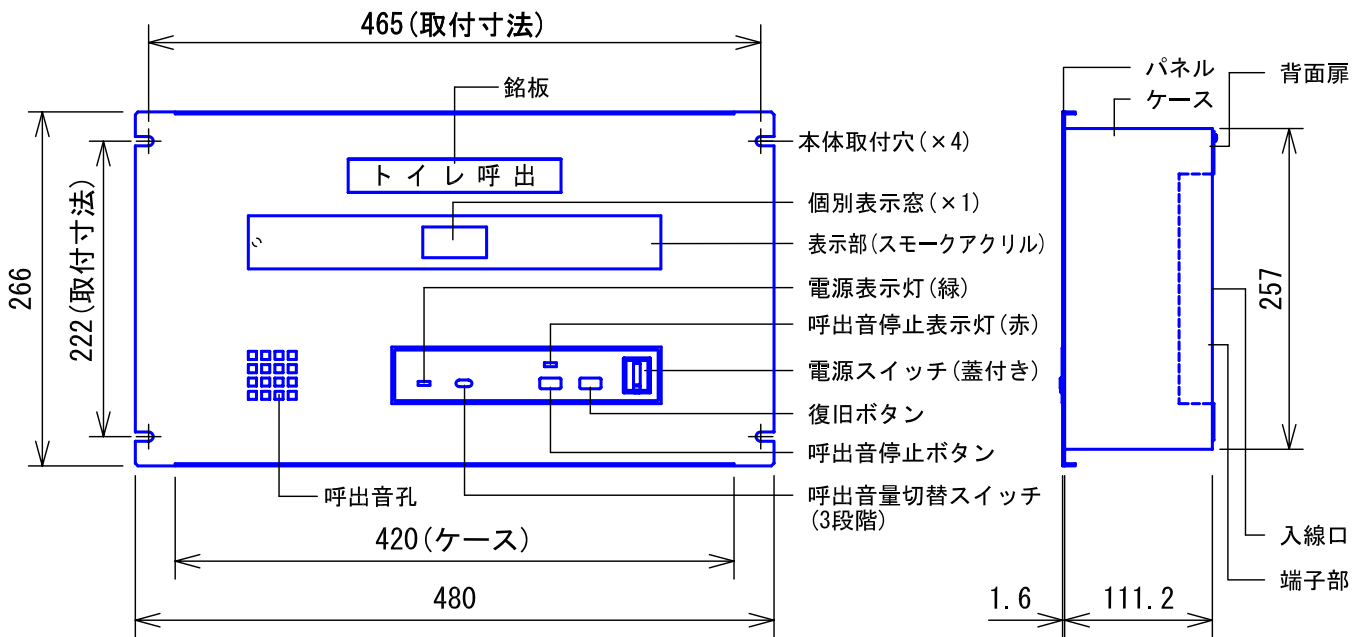 465(取付寸法)
銘板
パネル
背面扉
ケース
本体取付穴(×4)
トイレ呼出
個別表示窓(×1)
表示部(スモークアクリル)
222(取付寸法)
266
電源表示灯(緑)
257
呼出音停止表示灯(赤)
電源スイッチ(蓋付き)
復旧ボタン
呼出音停止ボタン
呼出音孔
呼出音量切替スイッチ
(3段階)
420(ケース)
入線口
端子部
480
1.6
111.2